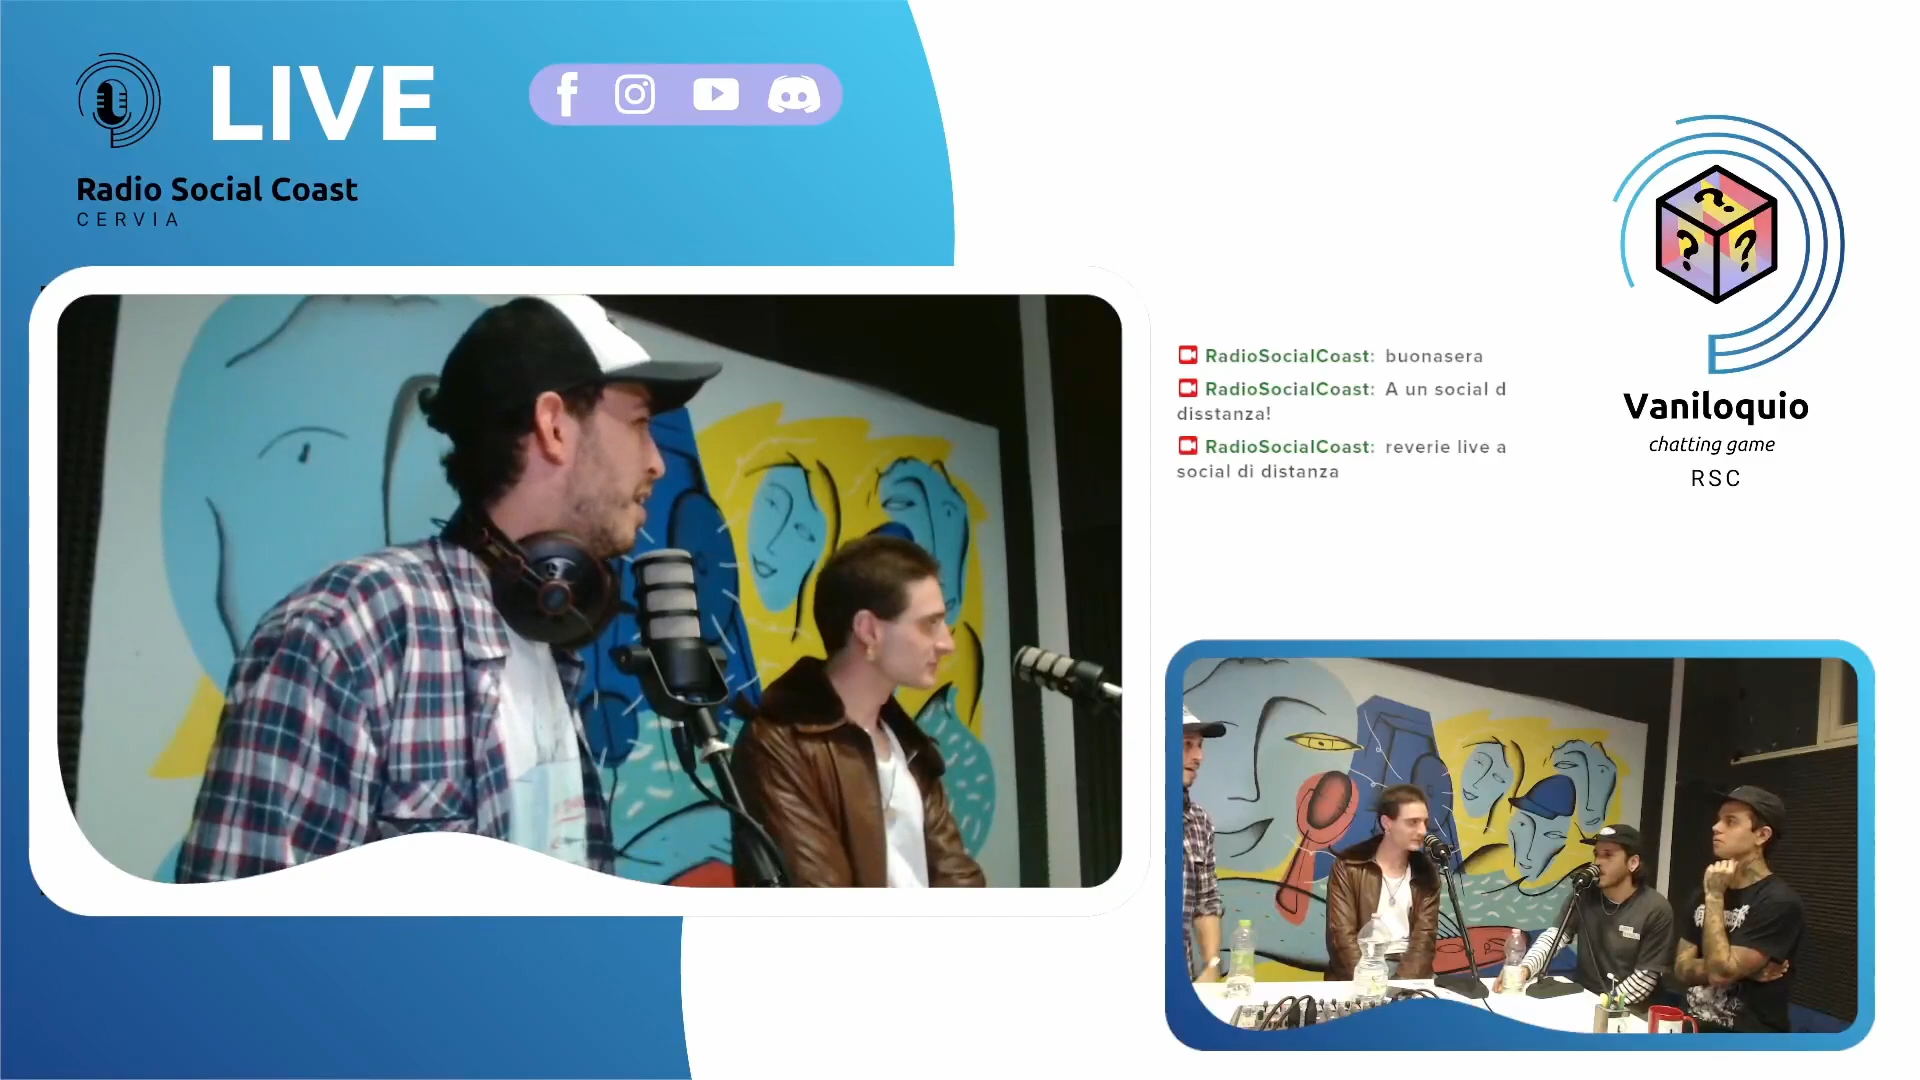 LIVE
Radio Social Coast
CERVIA
RadioSocialCoast: buonasera
RadioSocialCoast: A un social d
disstanza!
RadioSocialCoast: reverie live a
social di distanza
? ? ?
Vaniloquio
chatting game
RSC